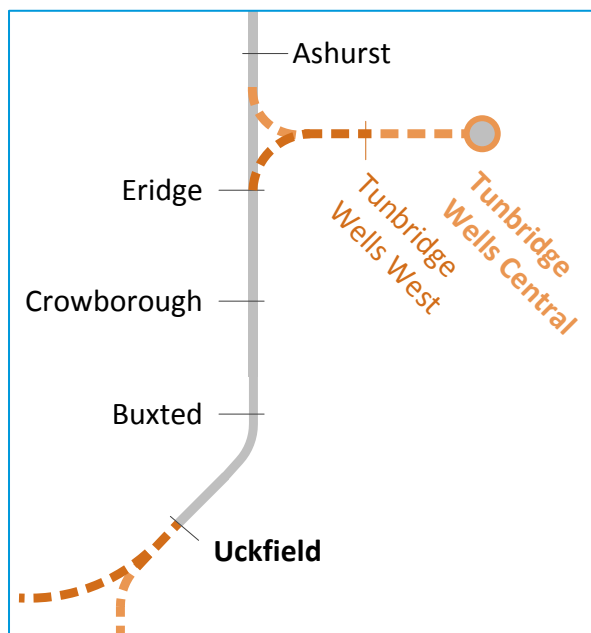 Ashurst
Eridge
Tunbridge
Wells West
Tunbridge
Wells Central
Crowborough
Buxted
Uckfield